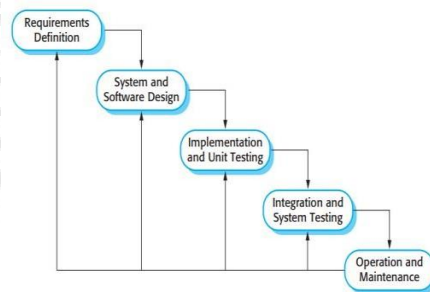 Requirements
Definition
System and
Software Design
Implementation
and Unit Testing
Integration and
System Testing
Operation and
Maintenance